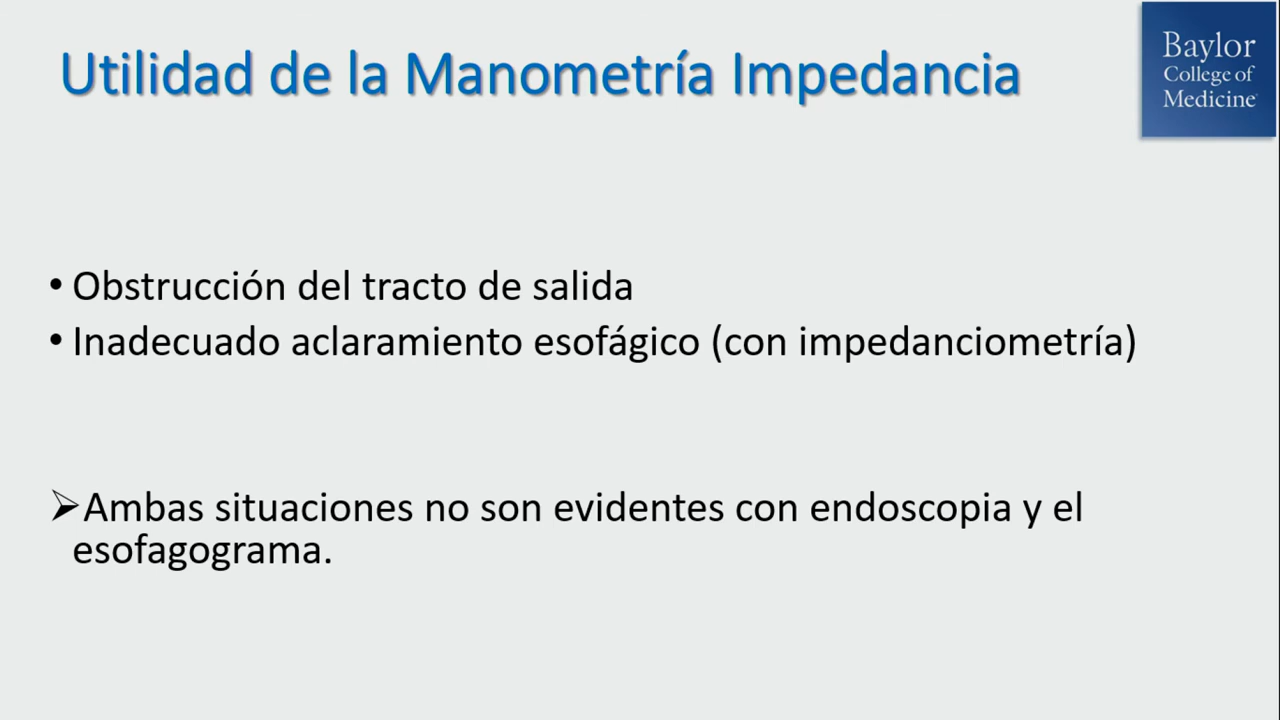 Utilidad de la Manometría Impedancia
Baylor
College of
Medicine
• Obstrucción del tracto de salida
• Inadecuado aclaramiento esofágico (con impedanciometría)
➢Ambas situaciones no son evidentes con endoscopia y el
esofagograma.